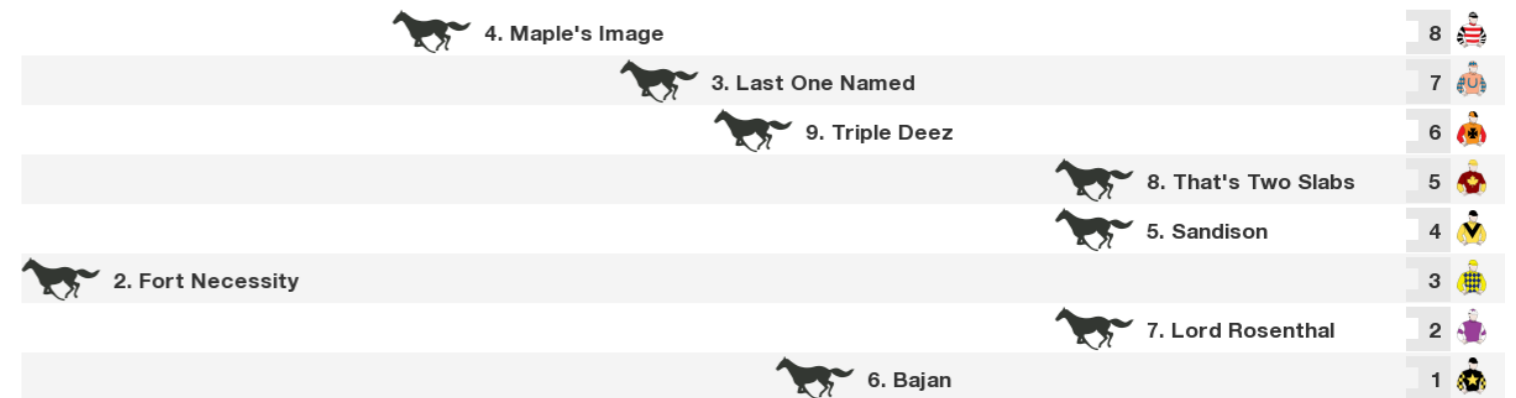 4. Maple's Image 8
3. Last One Named 7
9. Triple Deez 6
8. That's Two Slabs 5
5. Sandison 4
2. Fort Necessity 3
7. Lord Rosenthal 2
6. Bajan 1